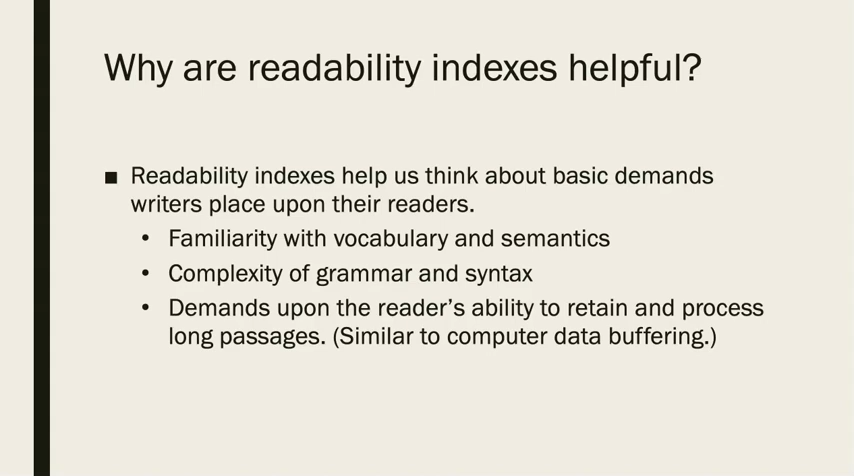 Why are readability indexes helpful?
■ Readability indexes help us think about basic demands
writers place upon their readers.
• Familiarity with vocabulary and semantics
• Complexity of grammar and syntax
• Demands upon the reader’s ability to retain and process
long passages. (Similar to computer data buffering.)